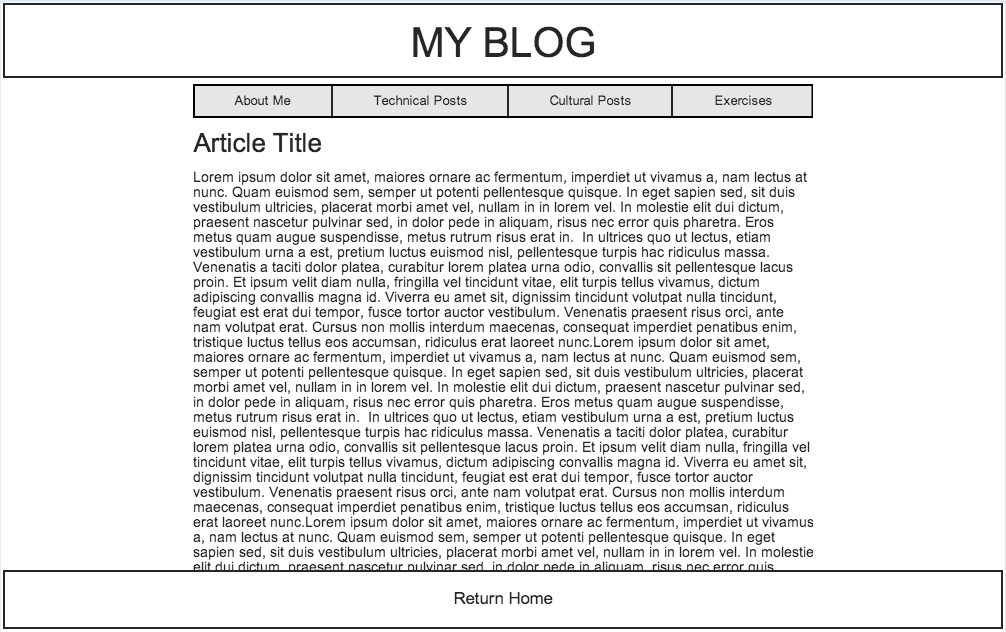 MY BLOG
About Me Technical Posts Cultural Posts Exercises
Article Title
Lorem ipsum dolor sit amet, maiores ornare ac fermentum, imperdiet ut vivamus a, nam lectus at
nunc. Quam euismod sem, semper ut potenti pellentesque quisque. In eget sapien sed, sit duis
vestibulum ultricies, placerat morbi amet vel, nullam in in lorem vel. In molestie elit dui dictum,
praesent nascetur pulvinar sed, in dolor pede in aliquam, risus nec error quis pharetra. Eros
metus quam augue suspendisse, metus rutrum risus erat in.  In ultrices quo ut lectus, etiam
vestibulum urna a est, pretium luctus euismod nisl, pellentesque turpis hac ridiculus massa.
Venenatis a taciti dolor platea, curabitur lorem platea urna odio, convallis sit pellentesque lacus
proin. Et ipsum velit diam nulla, fringilla vel tincidunt vitae, elit turpis tellus vivamus, dictum
adipiscing convallis magna id. Viverra eu amet sit, dignissim tincidunt volutpat nulla tincidunt,
feugiat est erat dui tempor, fusce tortor auctor vestibulum. Venenatis praesent risus orci, ante
nam volutpat erat. Cursus non mollis interdum maecenas, consequat imperdiet penatibus enim,
tristique luctus tellus eos accumsan, ridiculus erat laoreet nunc.Lorem ipsum dolor sit amet,
maiores ornare ac fermentum, imperdiet ut vivamus a, nam lectus at nunc. Quam euismod sem,
semper ut potenti pellentesque quisque. In eget sapien sed, sit duis vestibulum ultricies, placerat
morbi amet vel, nullam in in lorem vel. In molestie elit dui dictum, praesent nascetur pulvinar sed,
in dolor pede in aliquam, risus nec error quis pharetra. Eros metus quam augue suspendisse,
metus rutrum risus erat in.  In ultrices quo ut lectus, etiam vestibulum urna a est, pretium luctus
euismod nisl, pellentesque turpis hac ridiculus massa. Venenatis a taciti dolor platea, curabitur
lorem platea urna odio, convallis sit pellentesque lacus proin. Et ipsum velit diam nulla, fringilla vel
tincidunt vitae, elit turpis tellus vivamus, dictum adipiscing convallis magna id. Viverra eu amet sit,
dignissim tincidunt volutpat nulla tincidunt, feugiat est erat dui tempor, fusce tortor auctor
vestibulum. Venenatis praesent risus orci, ante nam volutpat erat. Cursus non mollis interdum
maecenas, consequat imperdiet penatibus enim, tristique luctus tellus eos accumsan, ridiculus
erat laoreet nunc.Lorem ipsum dolor sit amet, maiores ornare ac fermentum, imperdiet ut vivamus
a, nam lectus at nunc. Quam euismod sem, semper ut potenti pellentesque quisque. In eget
sapien sed, sit duis vestibulum ultricies, placerat morbi amet vel, nullam in in lorem vel. In molestie
elit dui dictum, praesent nascetur pulvinar sed, in dolor pede in aliquam, risus nec error quis
Return Home